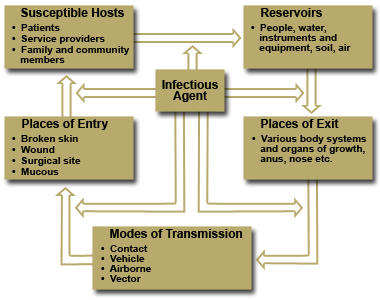 Susceptible Hosts
• Patients
• Service providers
• Family and community
members
Reservoirs
• People, water,
instruments and
equipment, soil, air
Infectious
Agent
Places of Entry
• Broken skin
• Wound
• Surgical site
• Mucous
Places of Exit
• Various body systems
and organs of growth,
anus, nose etc.
Modes of Transmission
• Contact
• Vehicle
• Airborne
• Vector